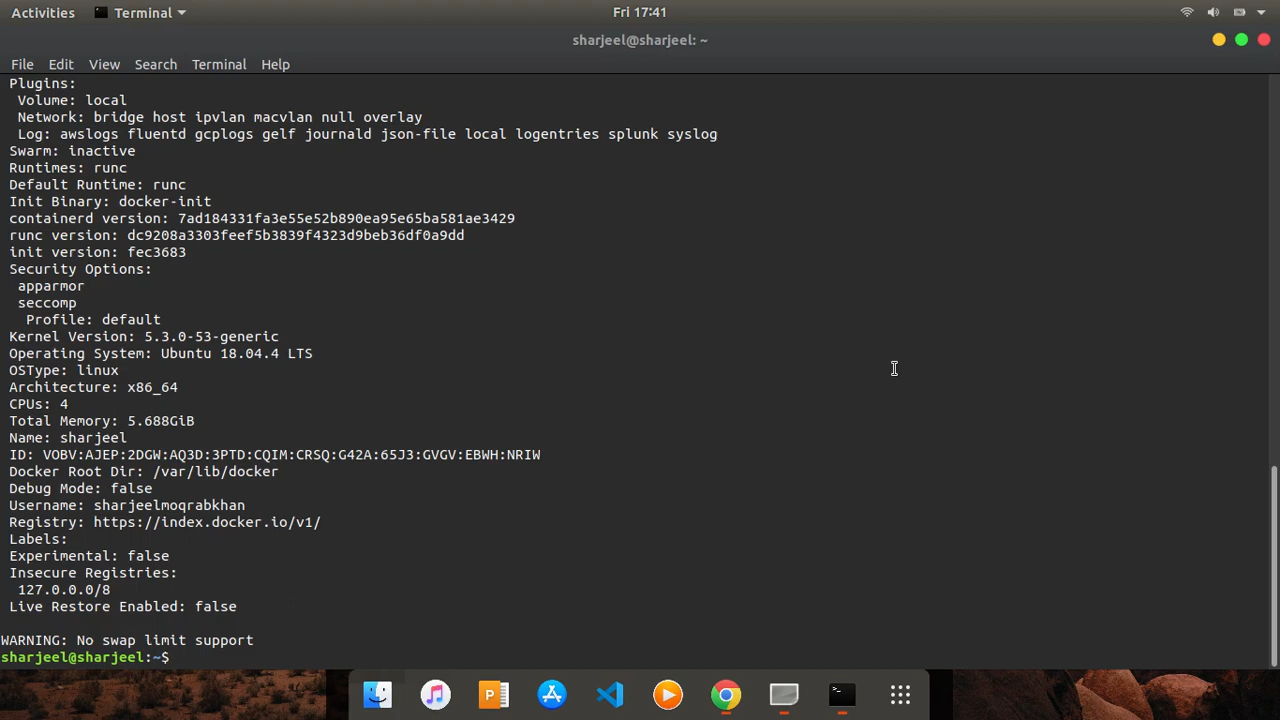 Activities Terminal Fri 17:41
sharjeel@sharjeel: ~
File Edit View Search Terminal Help
Plugins:
Volume: local
Network: bridge host ipvlan macvlan null overlay
Log: awslogs fluentd gcplogs gelf journald json-file local logentries splunk syslog
Swarm: inactive
Runtimes: runc
Default Runtime: runc
Init Binary: docker-init
containerd version: 7ad184331fa3e55e52b890ea95e65ba581ae3429
runc version: dc9208a3303feef5b3839f4323d9beb36df0a9dd
init version: fec3683
Security Options:
apparmor
seccomp
Profile: default
Kernel Version: 5.3.0-53-generic
Operating System: Ubuntu 18.04.4 LTS
OSType: linux
Architecture: x86_64
CPUs: 4
Total Memory: 5.688GiB
Name: sharjeel
ID: VOBV:AJEP:2DGW:AQ3D:3PTD:CQIM:CRSQ:G42A:65J3:GVGV:EBWH:NRIW
Docker Root Dir: /var/lib/docker
Debug Mode: false
Username: sharjeelmoqrabkhan
Registry: https://index.docker.io/v1/
Labels:
Experimental: false
Insecure Registries:
127.0.0.0/8
Live Restore Enabled: false
WARNING: No swap limit support
sharjeel@sharjeel:~$
P
>_